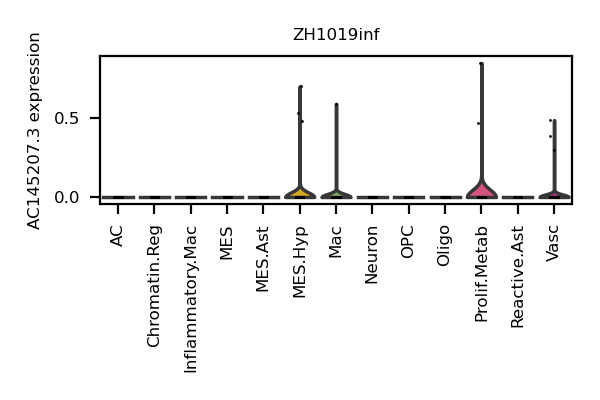 ZH1019inf
AC145207.3 expression
0.5
0.0
AC
Chromatin.Reg
Inflammatory.Mac
MES
MES.Ast
MES.Hyp
Mac
Neuron
OPC
Oligo
Prolif.Metab
Reactive.Ast
Vasc